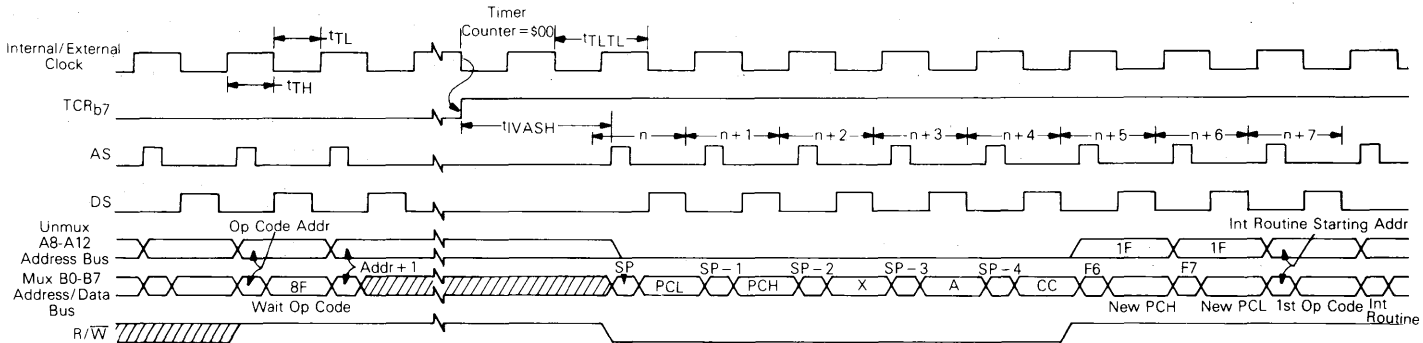 Timer
Counter = $00
tTL
tTLTL
Internal/External
Clock
tTH
TCRb7
tIVASH
n
n + 1
n + 2
n + 3
n + 4
n + 5
n + 6
n + 7
AS
DS
Unmux
A8-A12
Address Bus
Op Code Addr
Int Routine Starting Addr
1F
1F
Mux B0-B7
Address/Data
Bus
Addr + 1
SP
SP - 1
SP - 2
SP - 3
SP - 4
F6
F7
8F
PCL
PCH
X
A
CC
Wait Op Code
New PCH
New PCL
1st Op Code
Int
Routine
R/W̅